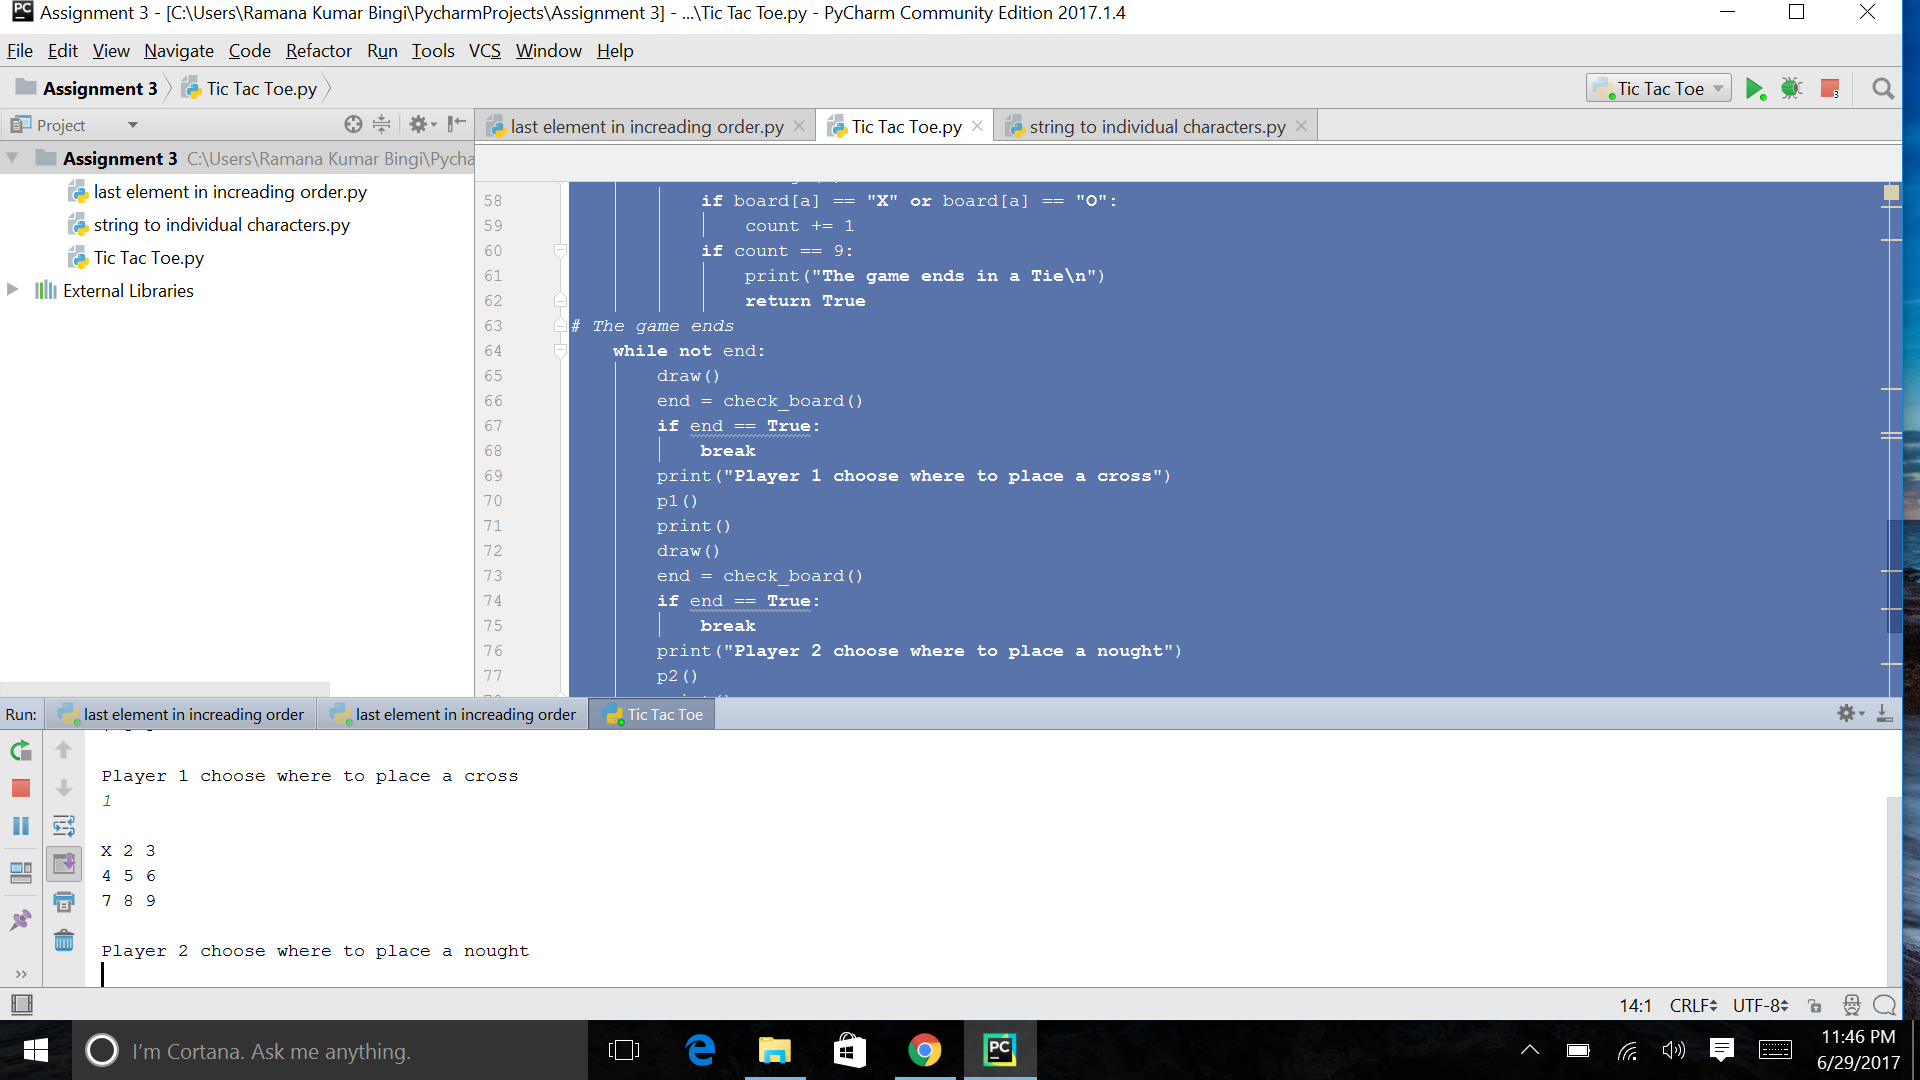 PC Assignment 3 - [C:\Users\Ramana Kumar Bingi\PycharmProjects\Assignment 3] - ...\Tic Tac Toe.py - PyCharm Community Edition 2017.1.4
File Edit View Navigate Code Refactor Run Tools VCS Window Help
Assignment 3 Tic Tac Toe.py Tic Tac Toe 3
Project
last element in increading order.py Tic Tac Toe.py string to individual characters.py
Assignment 3 C:\Users\Ramana Kumar Bingi\Pycha
last element in increading order.py
string to individual characters.py
Tic Tac Toe.py
External Libraries
58 if board[a] == "X" or board[a] == "O":
59 count += 1
60 if count == 9:
61 print("The game ends in a Tie\n")
62 return True
63 # The game ends
64 while not end:
65 draw()
66 end = check_board()
67 if end == True:
68 break
69 print("Player 1 choose where to place a cross")
70 p1()
71 print()
72 draw()
73 end = check_board()
74 if end == True:
75 break
76 print("Player 2 choose where to place a nought")
77 p2()
Run: last element in increading order last element in increading order Tic Tac Toe
Player 1 choose where to place a cross
1
X 2 3
4 5 6
7 8 9
Player 2 choose where to place a nought
14:1 CRLF UTF-8
I'm Cortana. Ask me anything.
PC
11:46 PM
6/29/2017